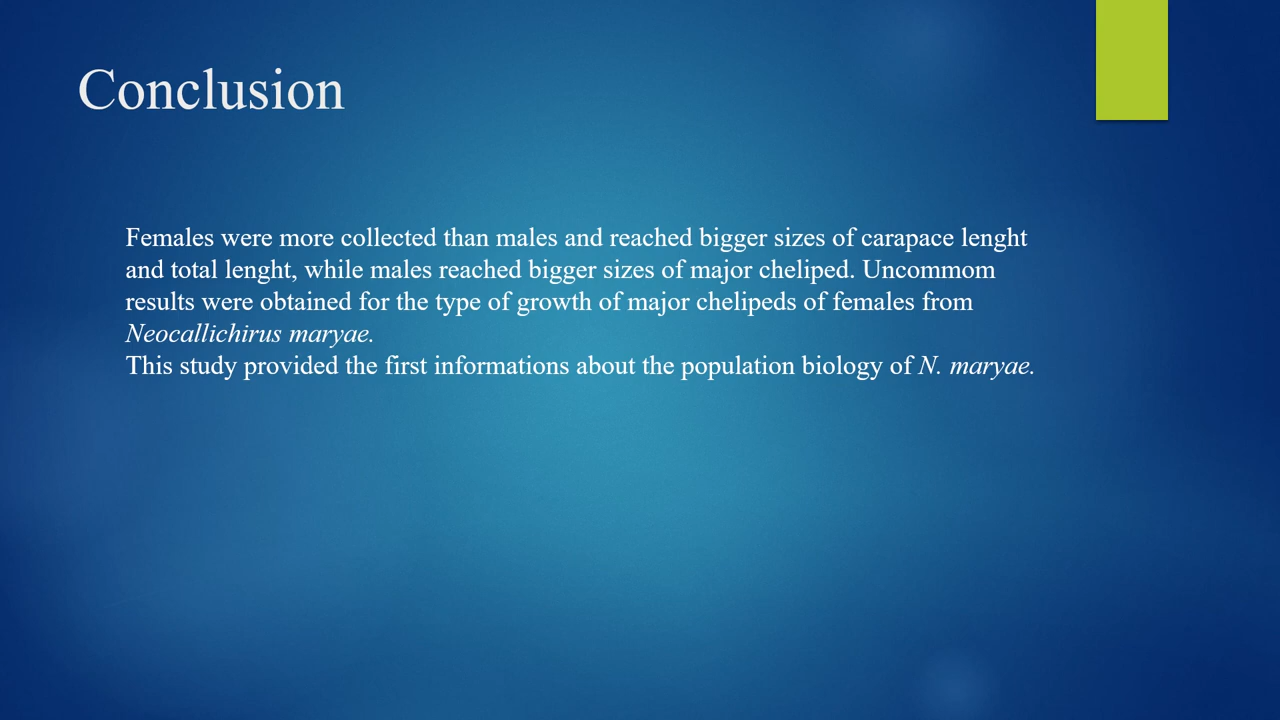 Conclusion
Females were more collected than males and reached bigger sizes of carapace lenght
and total lenght, while males reached bigger sizes of major cheliped. Uncommom
results were obtained for the type of growth of major chelipeds of females from
Neocallichirus maryae.
This study provided the first informations about the population biology of N. maryae.